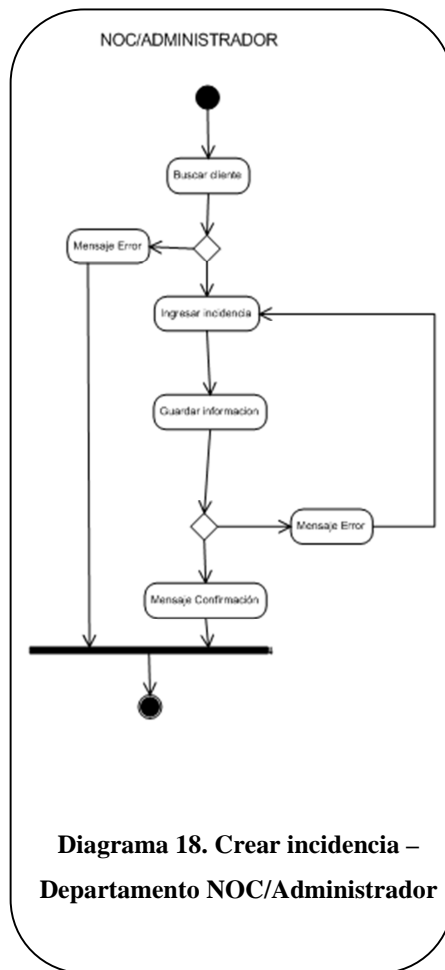 NOC/ADMINISTRADOR
Buscar cliente
Mensaje Error
Ingresar incidencia
Guardar informacion
Mensaje Error
Mensaje Confirmación
Diagrama 18. Crear incidencia –
Departamento NOC/Administrador